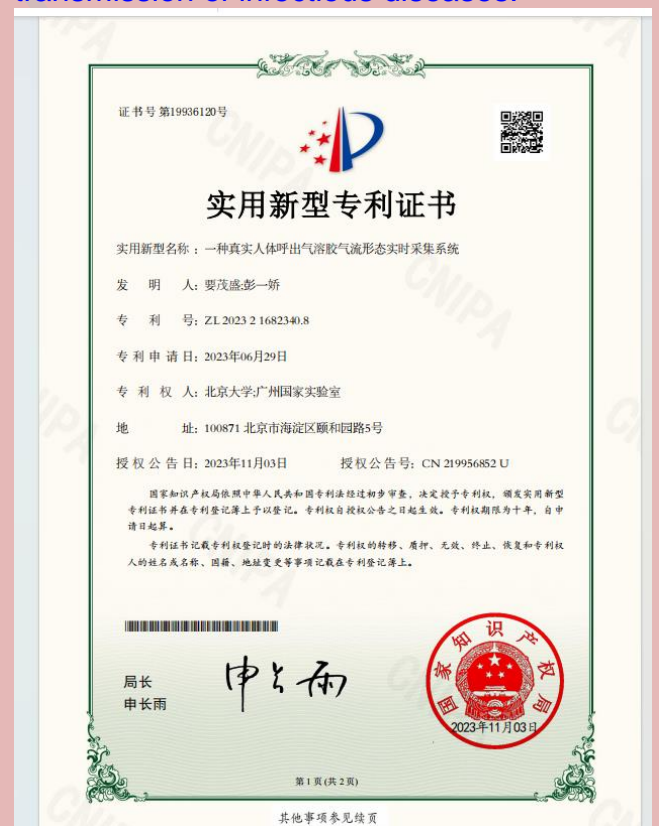 transmission of infectious diseases.
证书号第19936120号
实用新型专利证书
实用新型名称：一种真实人体呼出气溶胶气流形态实时采集系统
发 明 人：要茂盛;彭一娇
专 利 号：ZL 2023 2 1682340.8
专利申请日：2023年06月29日
专 利 权 人：北京大学;广州国家实验室
地 址：100871 北京市海淀区颐和园路5号
授权公告日：2023年11月03日 授权公告号：CN 219956852 U
国家知识产权局依照中华人民共和国专利法经过初步审查，决定授予专利权，颁发实用新型
专利证书并在专利登记簿上予以登记。专利权自授权公告之日起生效。专利权期限为十年，自申
请日起算。
专利证书记载专利权登记时的法律状况。专利权的转移、质押、无效、终止、恢复和专利权
人的姓名或名称、国籍、地址变更等事项记载在专利登记簿上。
局长
申长雨
申长雨
国家知识产权局
2023年11月03日
第 1 页 (共 2 页)
其他事项参见续页
CNIPA
CNIPA
CNIPA
CNIPA